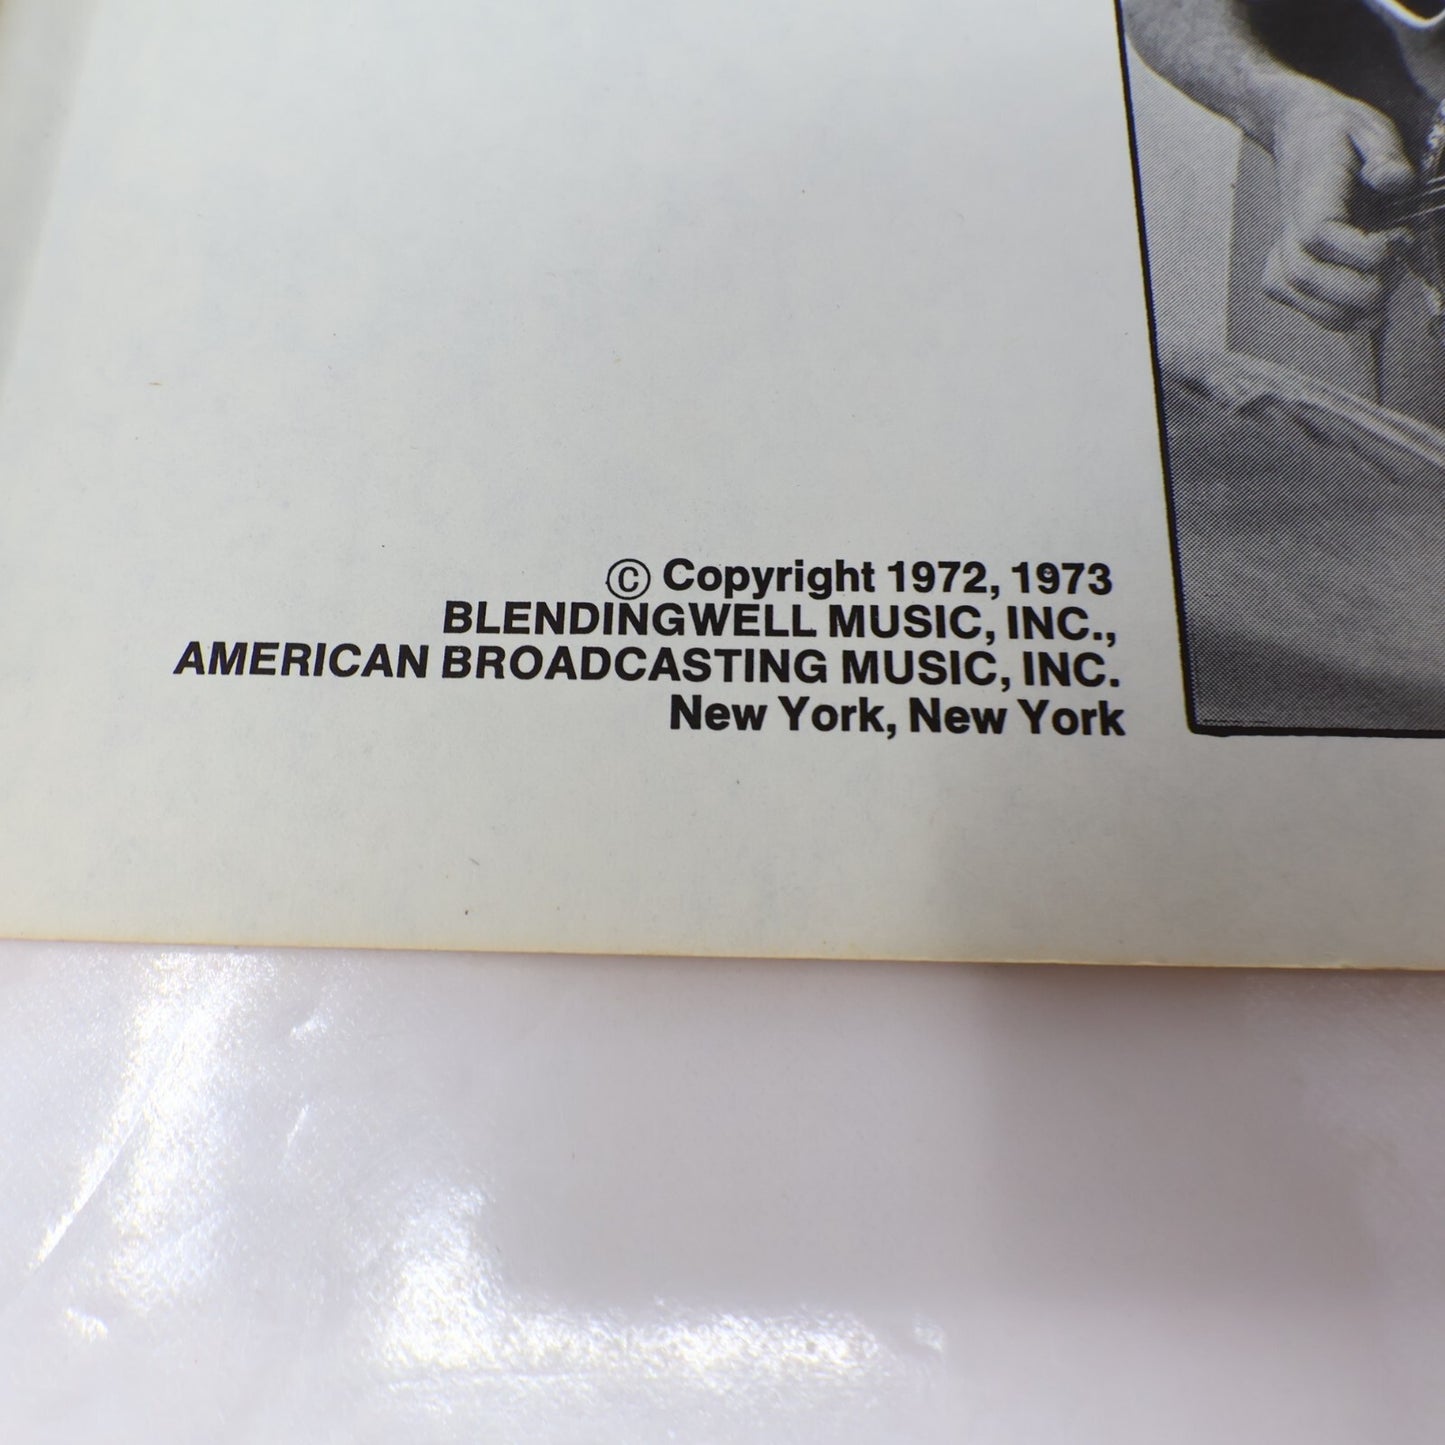 © Copyright 1972, 1973
BLENDINGWELL MUSIC, INC.,
AMERICAN BROADCASTING MUSIC, INC.
New York, New York